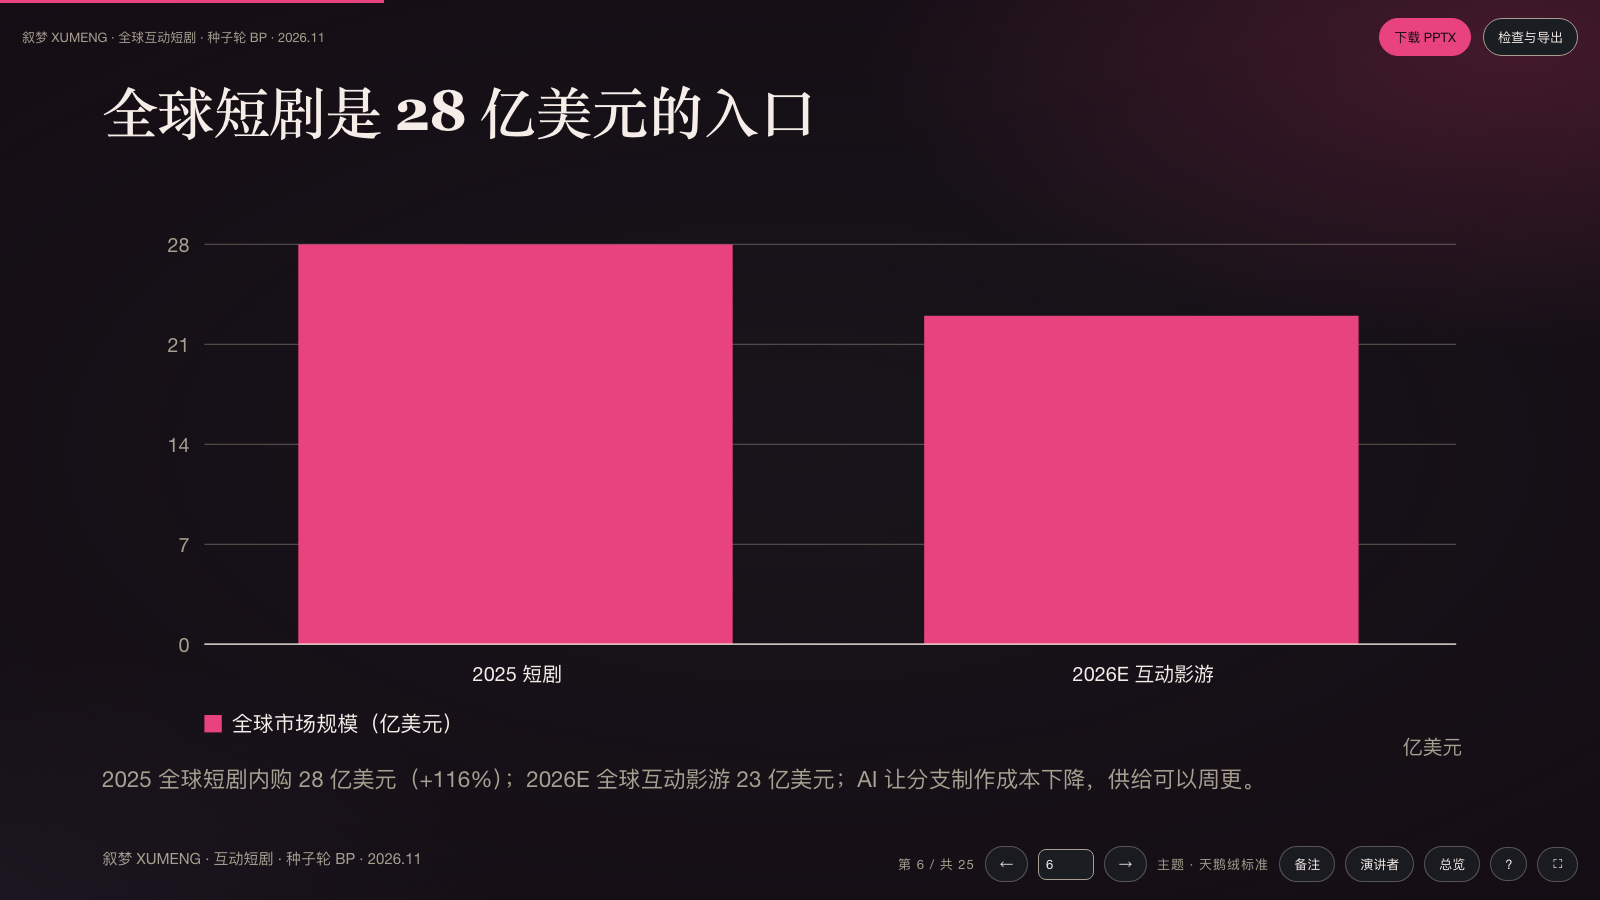 叙梦 XUMENG · 全球互动短剧 · 种子轮 BP · 2026.11
下载 PPTX
检查与导出
全球短剧是 28 亿美元的入口
28
21
14
7
0
2025 短剧
2026E 互动影游
全球市场规模（亿美元）
亿美元
2025 全球短剧内购 28 亿美元（+116%）；2026E 全球互动影游 23 亿美元；AI 让分支制作成本下降，供给可以周更。
叙梦 XUMENG · 互动短剧 · 种子轮 BP · 2026.11
第 6 / 共 25
←
6
→
主题 · 天鹅绒标准
备注
演讲者
总览
?